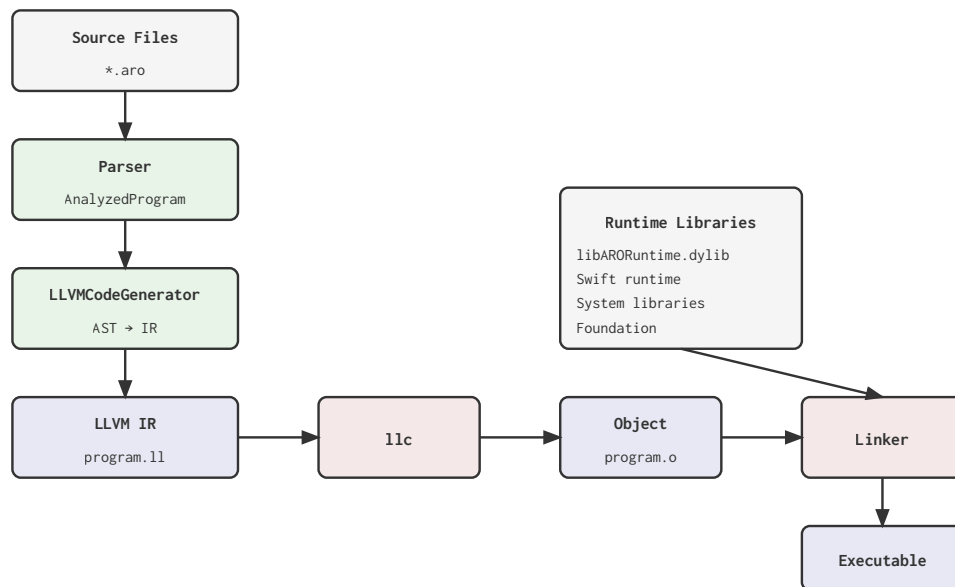 Source Files
*.aro
Parser
AnalyzedProgram
LLVMCodeGenerator
AST → IR
LLVM IR
program.ll
llc
Object
program.o
Runtime Libraries
libARORuntime.dylib
Swift runtime
System libraries
Foundation
Linker
Executable